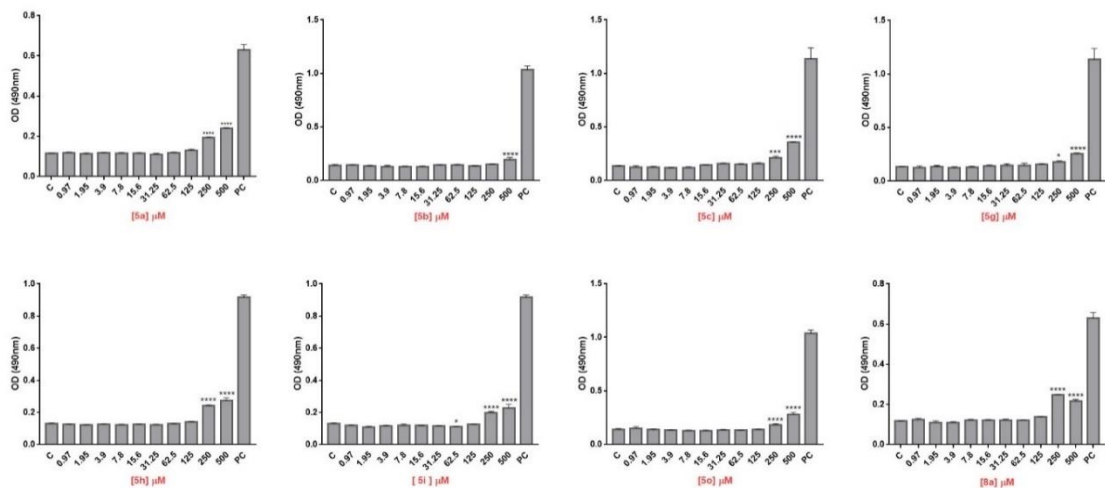 0.8
0.6
0.4
0.2
0.0
OD (490nm)
**** ****
C 0.97 1.95 3.9 7.8 15.6 31.25 62.5 125 250 500 PC
[5a] μM
1.5
1.0
0.5
0.0
OD (490nm)
****
C 0.97 1.95 3.9 7.8 15.6 31.25 62.5 125 250 500 PC
[5b] μM
1.5
1.0
0.5
0.0
OD (490nm)
*** ****
C 0.97 1.95 3.9 7.8 15.6 31.25 62.5 125 250 500 PC
[5c] μM
1.5
1.0
0.5
0.0
OD (490nm)
* ****
C 0.97 1.95 3.9 7.8 15.6 31.25 62.5 125 250 500 PC
[5g] μM
1.0
0.8
0.6
0.4
0.2
0.0
OD (490nm)
**** ****
C 0.97 1.95 3.9 7.8 15.6 31.25 62.5 125 250 500 PC
[5h] μM
1.0
0.8
0.6
0.4
0.2
0.0
OD (490nm)
* **** ****
C 0.97 1.95 3.9 7.8 15.6 31.25 62.5 125 250 500 PC
[ 5i ] μM
1.5
1.0
0.5
0.0
OD (490nm)
**** ****
C 0.97 1.95 3.9 7.8 15.6 31.25 62.5 125 250 500 PC
[5o] μM
0.8
0.6
0.4
0.2
0.0
OD (490nm)
**** ****
C 0.97 1.95 3.9 7.8 15.6 31.25 62.5 125 250 500 PC
[8a] μM